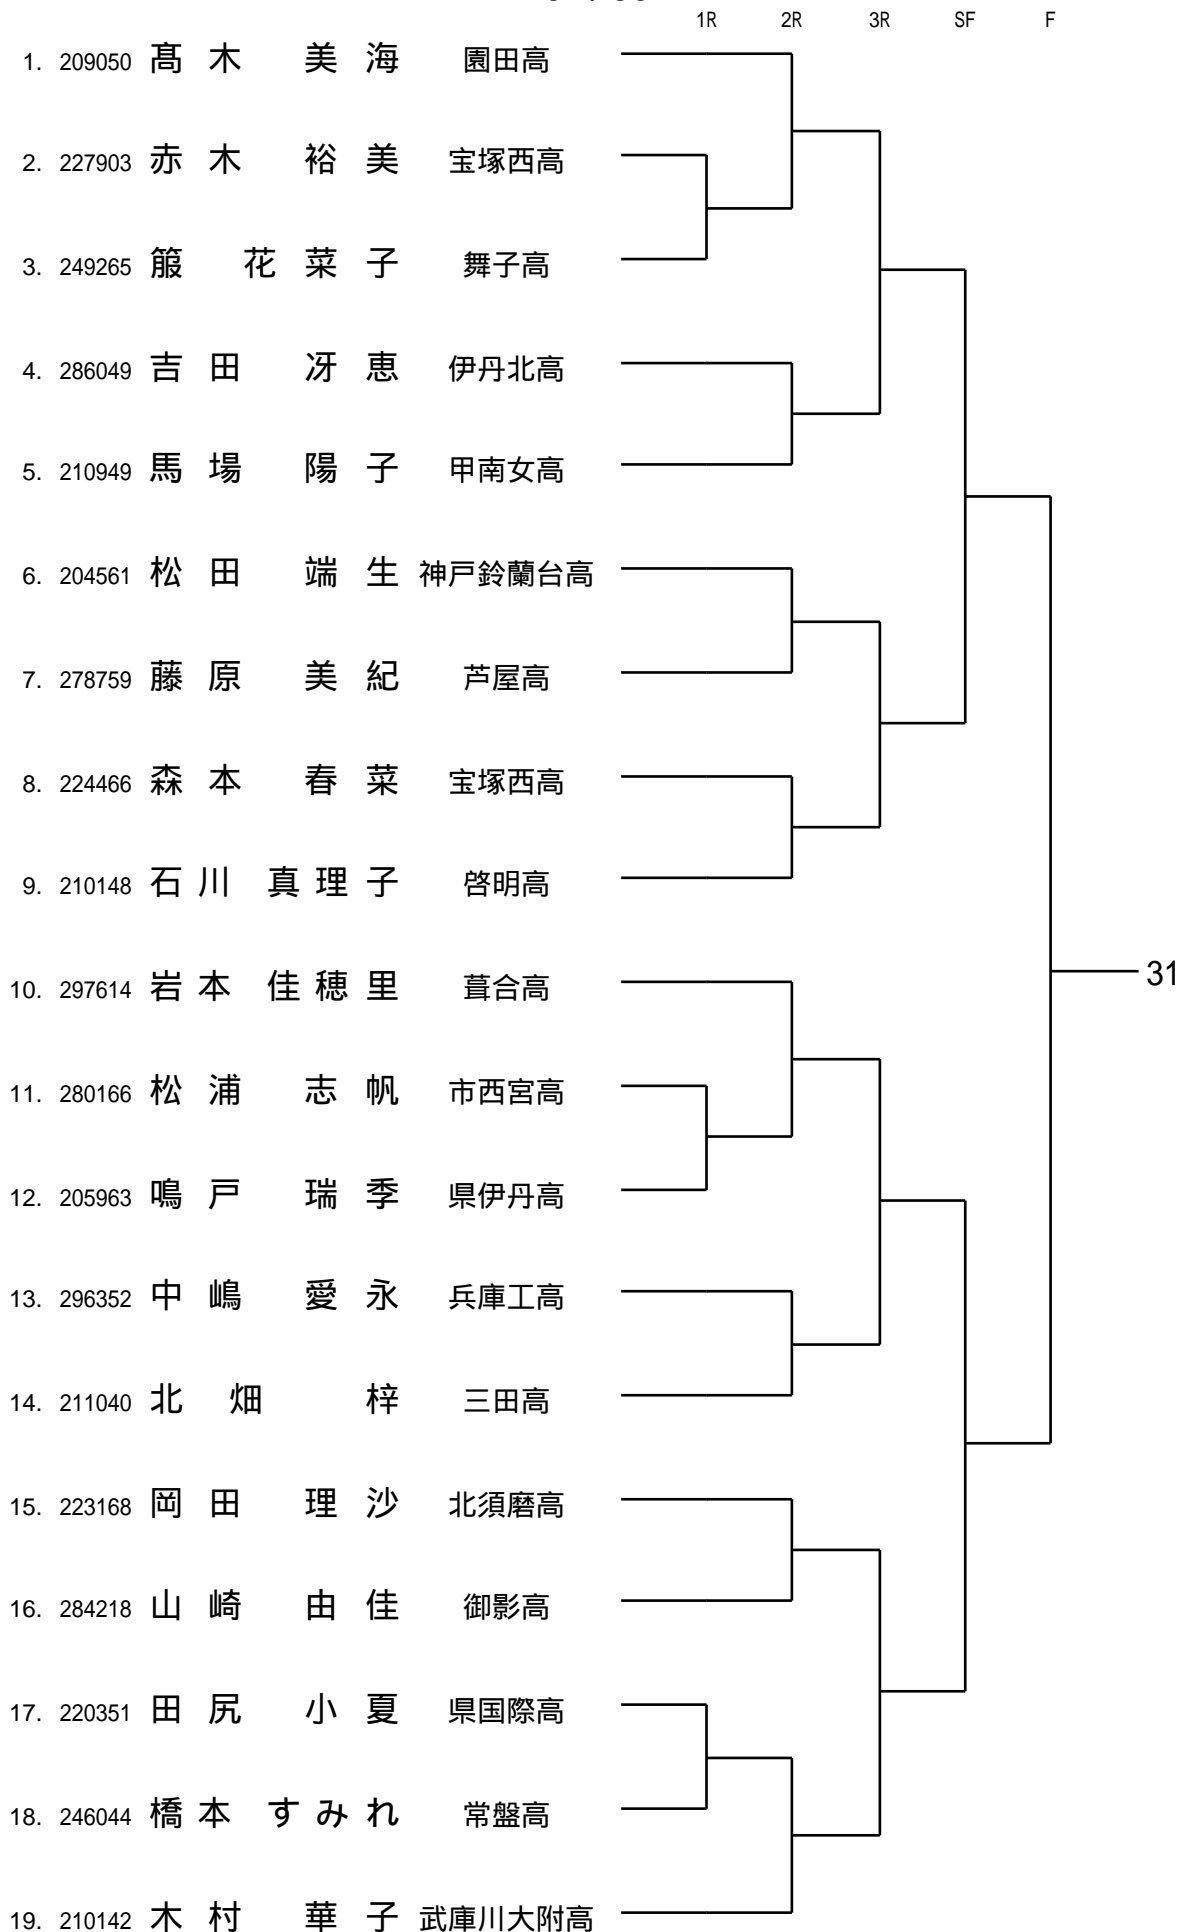 1R 2R 3R SF F
1. 209050 髙木 美海 園田高
2. 227903 赤木 裕美 宝塚西高
3. 249265 箙 花菜子 舞子高
4. 286049 吉田 冴恵 伊丹北高
5. 210949 馬場 陽子 甲南女高
6. 204561 松田 端生 神戸鈴蘭台高
7. 278759 藤原 美紀 芦屋高
8. 224466 森本 春菜 宝塚西高
9. 210148 石川 真理子 啓明高
10. 297614 岩本 佳穂里 葺合高
31
11. 280166 松浦 志帆 市西宮高
12. 205963 鳴戸 瑞季 県伊丹高
13. 296352 中嶋 愛永 兵庫工高
14. 211040 北畑 梓 三田高
15. 223168 岡田 理沙 北須磨高
16. 284218 山崎 由佳 御影高
17. 220351 田尻 小夏 県国際高
18. 246044 橋本 すみれ 常盤高
19. 210142 木村 華子 武庫川大附高